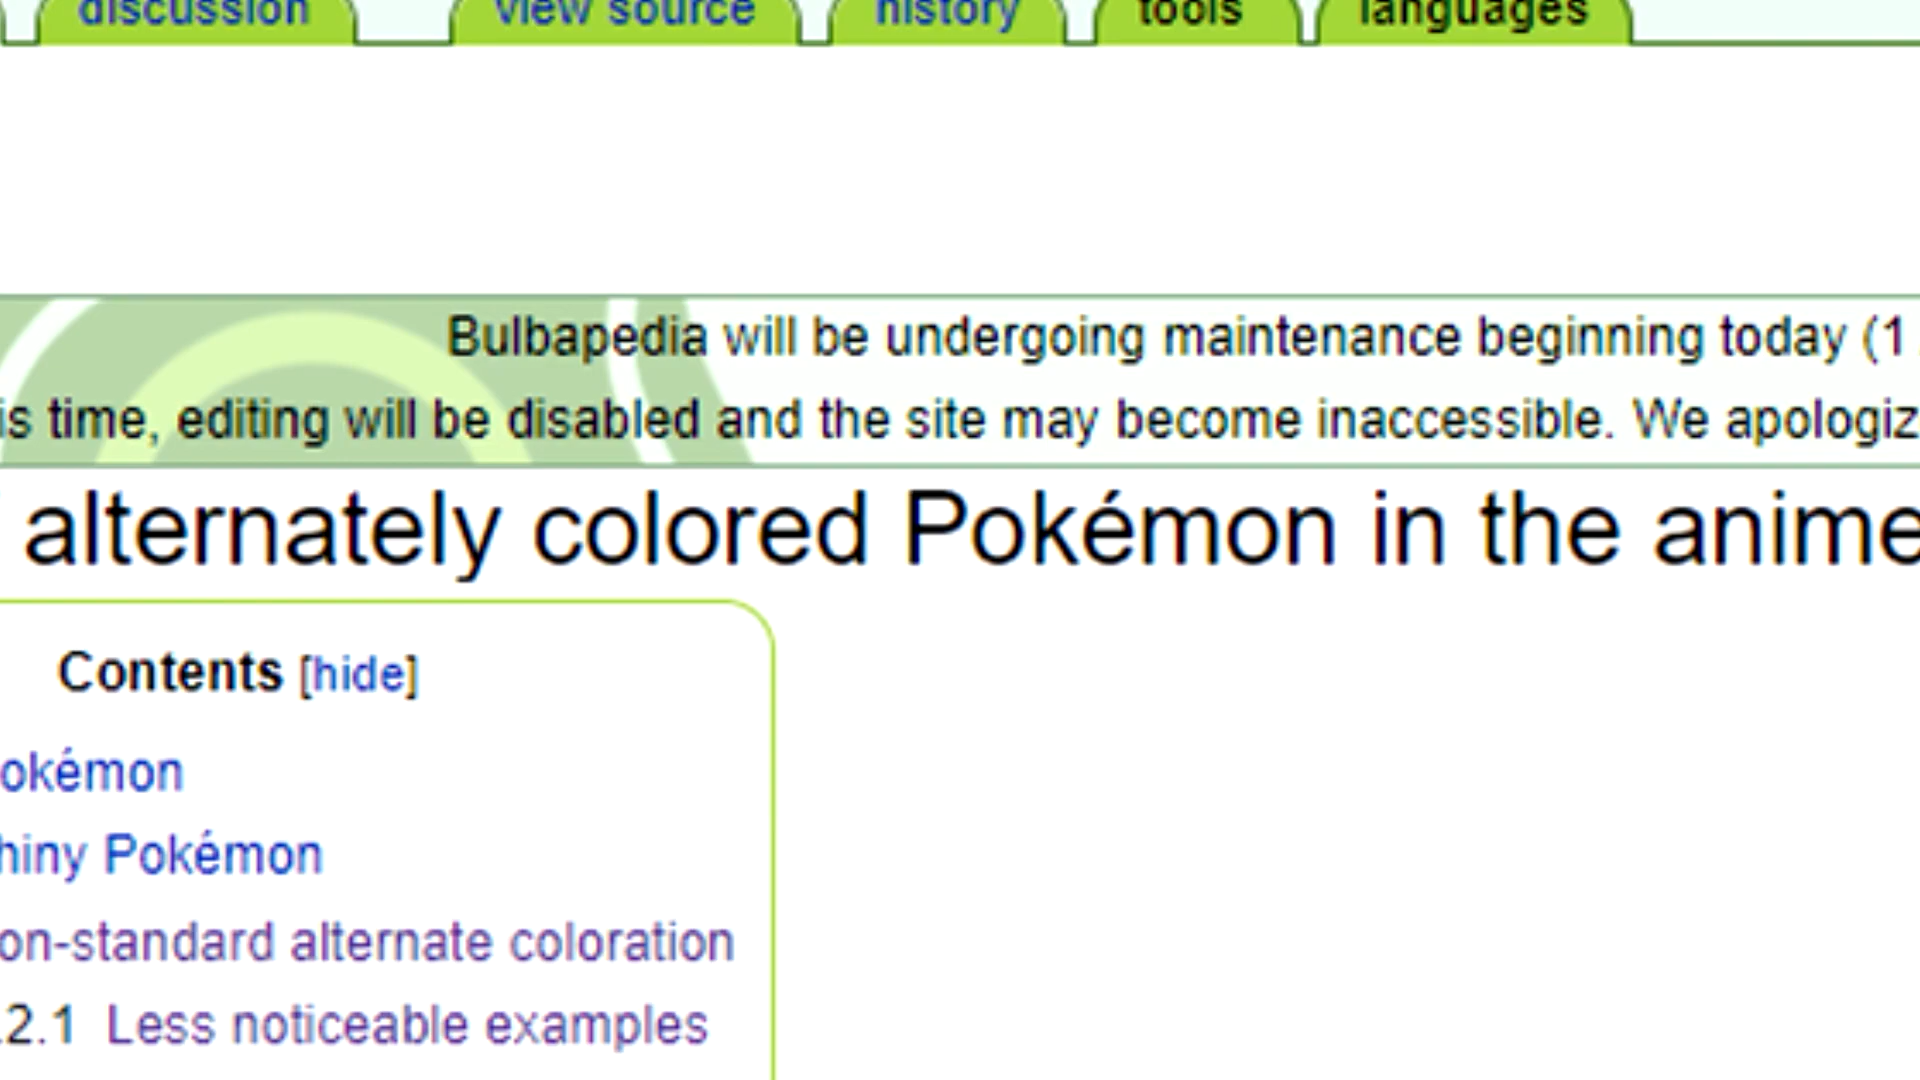 discussion view source history tools languages
Bulbapedia will be undergoing maintenance beginning today (1
is time, editing will be disabled and the site may become inaccessible. We apologiz
alternately colored Pokémon in the anime
Contents [hide]
okémon
hiny Pokémon
on-standard alternate coloration
.2.1 Less noticeable examples